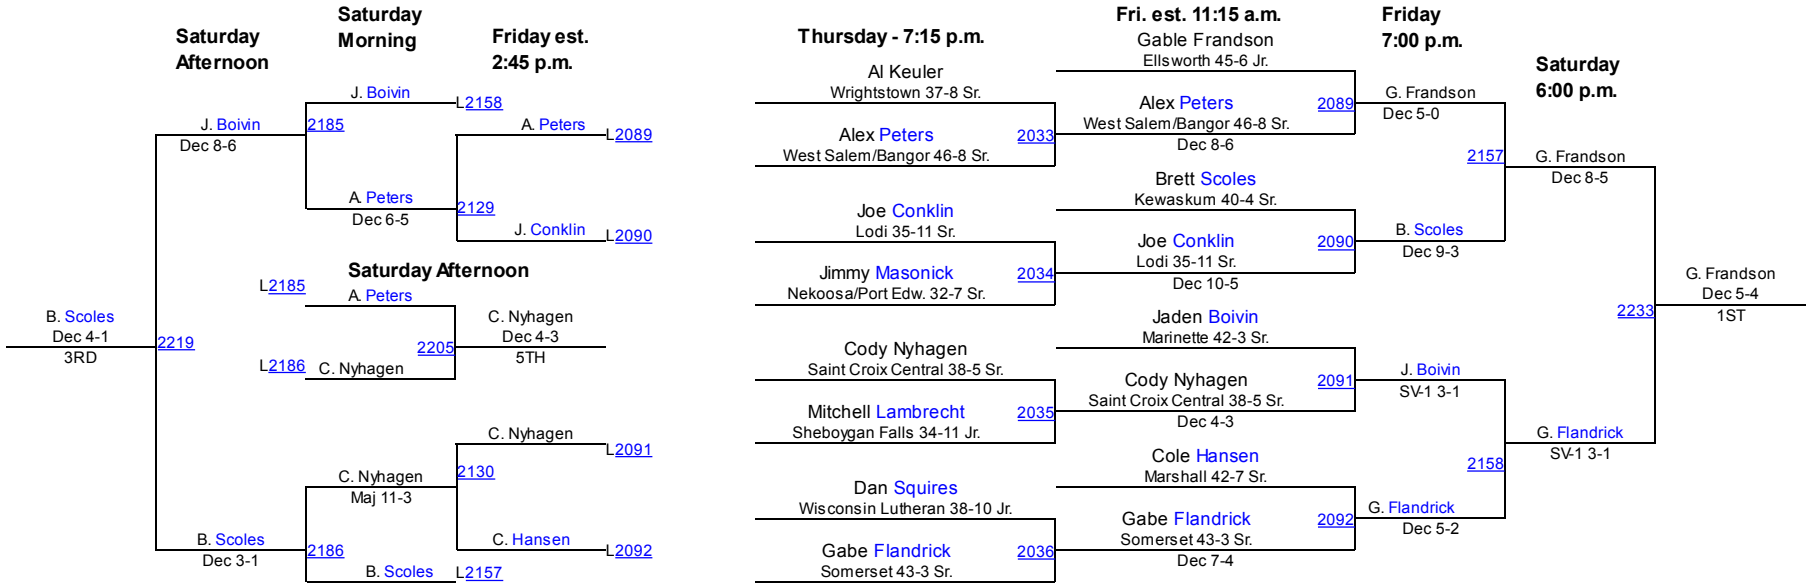 Saturday
Afternoon
Saturday
Morning
Friday est.
2:45 p.m.
J. Boivin
L2158
2185
J. Boivin
Dec 8-6
A. Peters
L2089
A. Peters
Dec 6-5
2129
J. Conklin
L2090
Saturday Afternoon
L2185
A. Peters
B. Scoles
Dec 4-1
3RD
2219
2205
C. Nyhagen
Dec 4-3
5TH
L2186
C. Nyhagen
C. Nyhagen
L2091
C. Nyhagen
Maj 11-3
2130
B. Scoles
Dec 3-1
2186
C. Hansen
L2092
B. Scoles
L2157
Thursday - 7:15 p.m.
Al Keuler
Wrightstown 37-8 Sr.
Alex Peters
West Salem/Bangor 46-8 Sr.
2033
Joe Conklin
Lodi 35-11 Sr.
Jimmy Masonick
Nekoosa/Port Edw. 32-7 Sr.
2034
Cody Nyhagen
Saint Croix Central 38-5 Sr.
Mitchell Lambrecht
Sheboygan Falls 34-11 Jr.
2035
Dan Squires
Wisconsin Lutheran 38-10 Jr.
Gabe Flandrick
Somerset 43-3 Sr.
2036
Fri. est. 11:15 a.m.
Gable Frandson
Ellsworth 45-6 Jr.
Alex Peters
West Salem/Bangor 46-8 Sr.
Dec 8-6
2089
Brett Scoles
Kewaskum 40-4 Sr.
Joe Conklin
Lodi 35-11 Sr.
Dec 10-5
2090
Jaden Boivin
Marinette 42-3 Sr.
Cody Nyhagen
Saint Croix Central 38-5 Sr.
Dec 4-3
2091
Cole Hansen
Marshall 42-7 Sr.
Gabe Flandrick
Somerset 43-3 Sr.
Dec 7-4
2092
Friday
7:00 p.m.
G. Frandson
Dec 5-0
2157
B. Scoles
Dec 9-3
J. Boivin
SV-1 3-1
2158
G. Flandrick
Dec 5-2
Saturday
6:00 p.m.
G. Frandson
Dec 8-5
2233
G. Flandrick
SV-1 3-1
G. Frandson
Dec 5-4
1ST